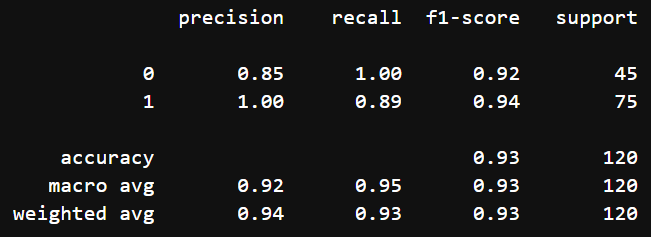 precision recall f1-score support
0 0.85 1.00 0.92 45
1 1.00 0.89 0.94 75
accuracy 0.93 120
macro avg 0.92 0.95 0.93 120
weighted avg 0.94 0.93 0.93 120